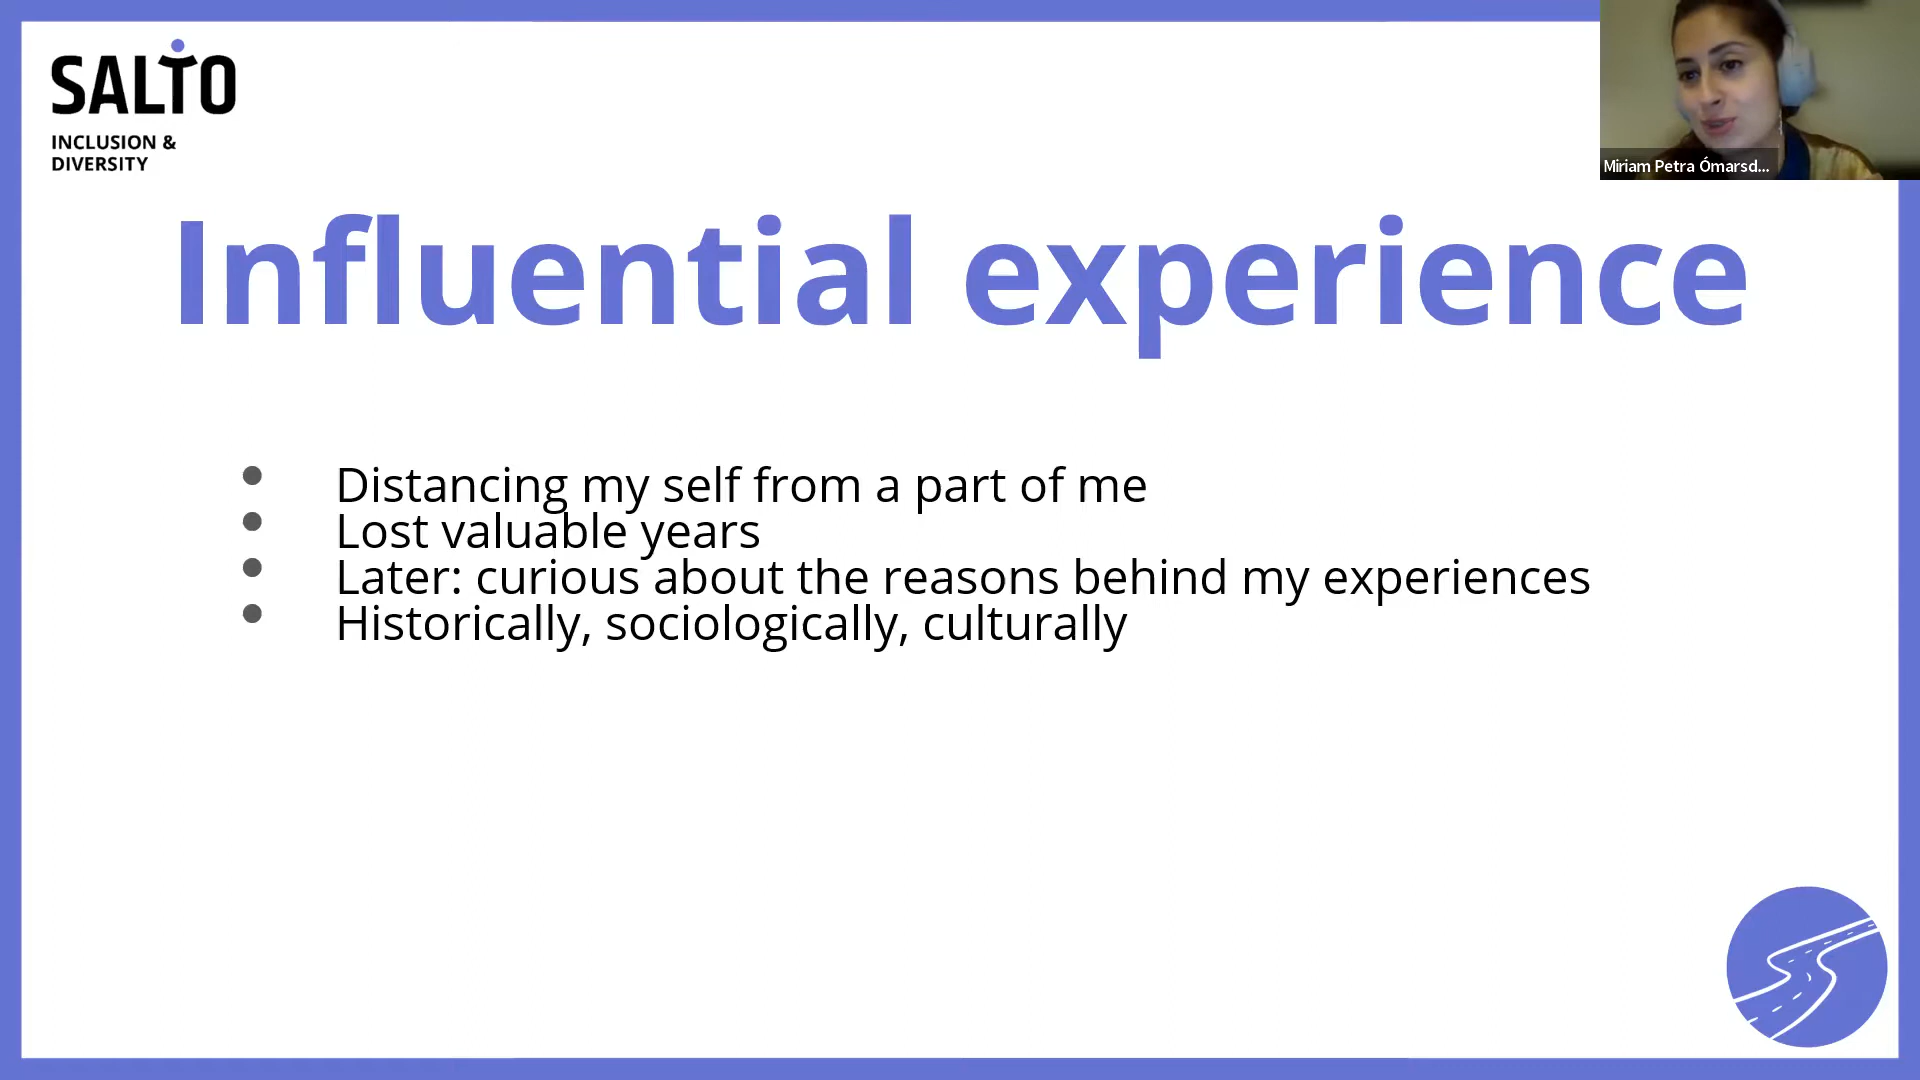 SALTO
INCLUSION &
DIVERSITY
Miriam Petra Ómarsd...
Influential experience
Distancing my self from a part of me
Lost valuable years
Later: curious about the reasons behind my experiences
Historically, sociologically, culturally